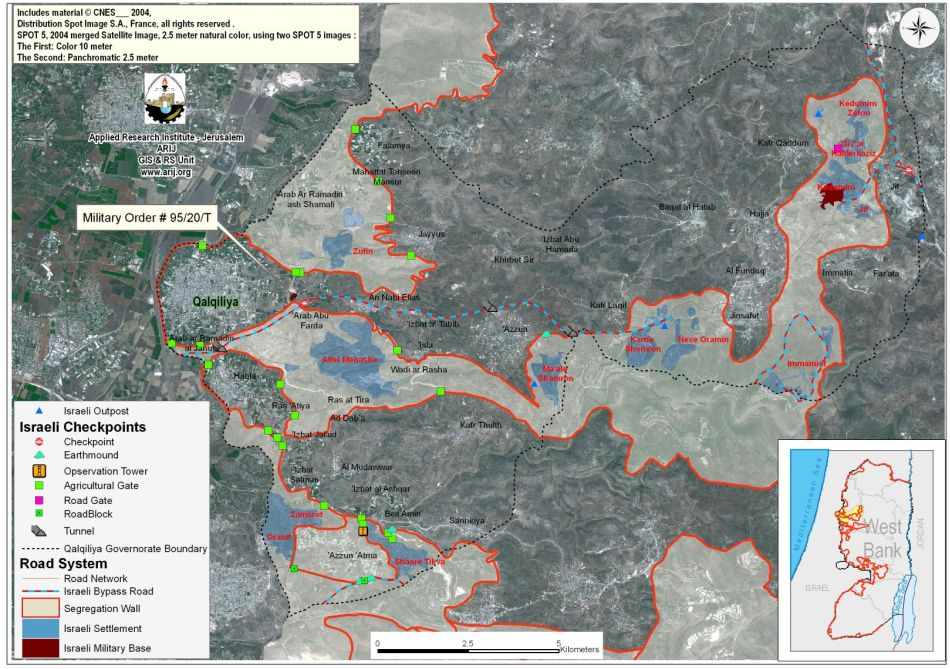 Includes material © CNES___ 2004,
Distribution Spot Image S.A., France, all rights reserved .
SPOT 5, 2004 merged Satellite Image, 2.5 meter natural color, using two SPOT 5 images :
The First: Color 10 meter
The Second: Panchromatic 2.5 meter
Applied Research Institute - Jerusalem
ARIJ
GIS & RS Unit
www.arij.org
Military Order # 95/20/T
Kedumim
Zefon
Kafr Qaddum
Giv'at
HaMerkaziz
Jit
Jit
Falamya
Mahattat Tahseen
Mansur
'Arab Ar Ramadin
ash Shamali
Baqat al Hatab
Hajja
Jayyus
Zufin
'Izbat Abu
Hamada
Khirbet Sir
Al Funduq
Immatin
Far'ata
Qalqiliya
An Nabi Elias
Kafr Laqif
Jinsafut
Arab Abu
Farda
'Izbat at Tabib
'Azzun
'Arab ar Ramadin
al Janubi
Isla
Karne
Shomron
Neve Oramin
Alfei Menashe
Immanuel
Wadi ar Rasha
Ma'ale
Shamron
Habla
Ras at Tira
Ras 'Atiya
Ad Dab'a
Kafr Thulth
'Izbat Jal'ud
'Izbat
Salman
Al Mudawwar
'Izbat al Ashqar
Zamarot
Beit Amin
Sanniriya
Oranit
'Azzun 'Atma
Shaare Tikva
Israeli Outpost
Israeli Checkpoints
Checkpoint
Earthmound
Opservation Tower
Agricultural Gate
Road Gate
RoadBlock
Tunnel
Qalqiliya Governorate Boundary
Road System
Road Network
Israeli Bypass Road
Segregation Wall
Israeli Settlement
Israeli Military Base
0 2.5 5
Kilometers
Mediterranean Sea
West
Bank
JORDAN
ISRAEL
Dead Sea